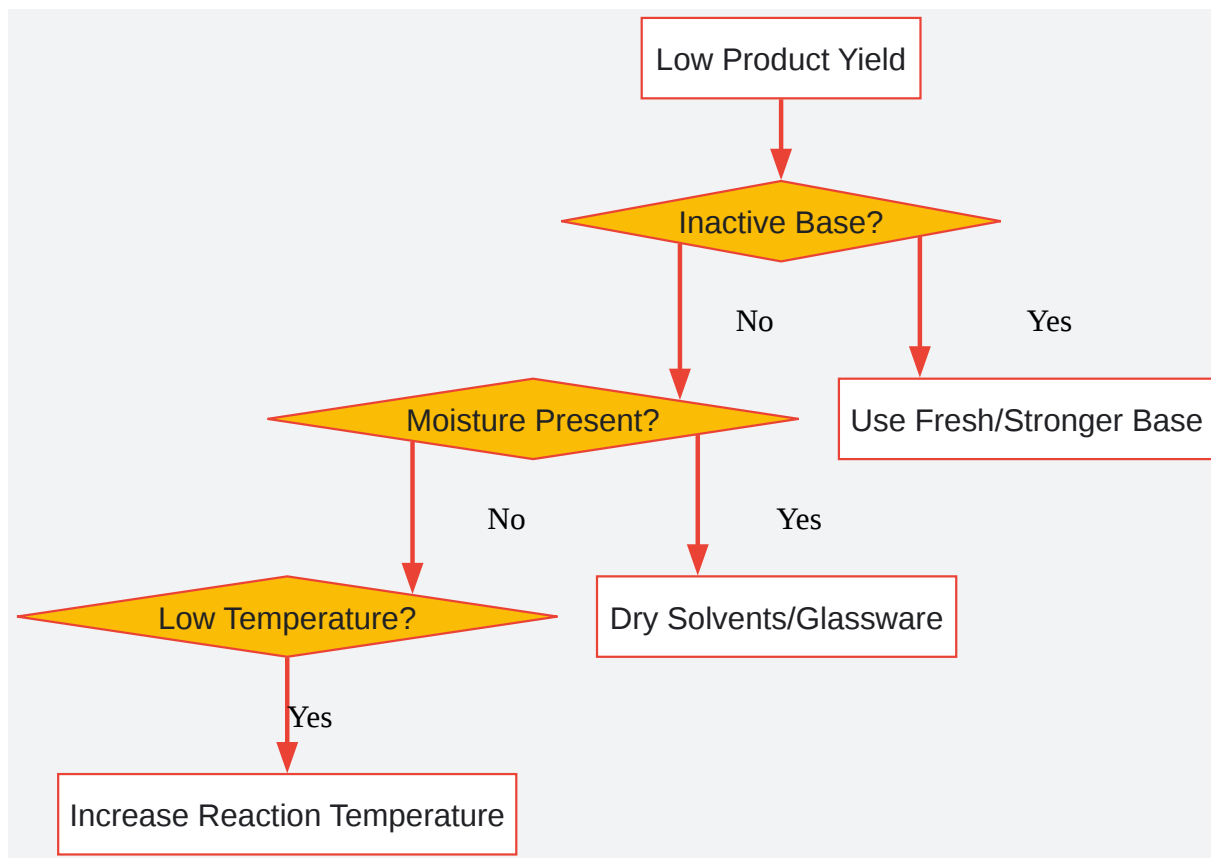 Low Product Yield
Inactive Base?
No
Yes
Moisture Present?
Use Fresh/Stronger Base
No
Yes
Low Temperature?
Dry Solvents/Glassware
Yes
Increase Reaction Temperature